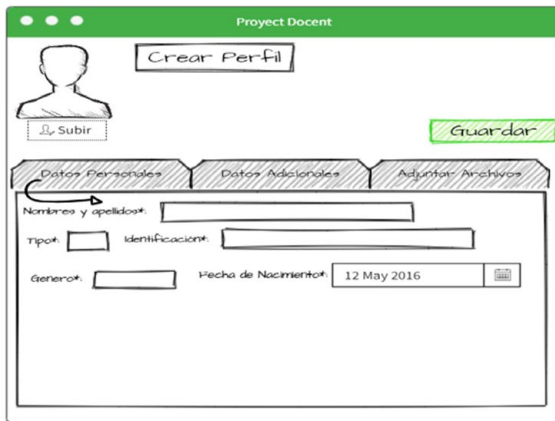 Proyect Docent
Crear Perfil
Subir
Guardar
Datos Personales Datos Adicionales Adjuntar Archivos
Nombres y apellidos*:
Tipo*: Identificación*:
Genero*: Fecha de Nacimiento*: 12 May 2016